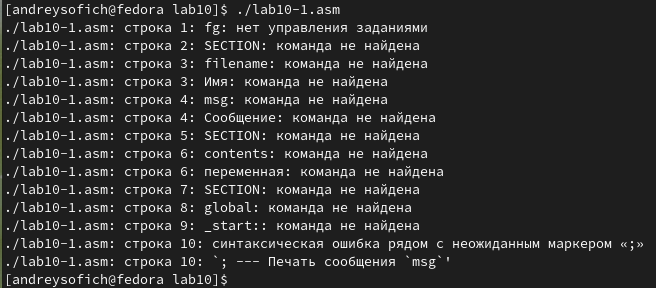 [andreysofich@fedora lab10]$ ./lab10-1.asm
./lab10-1.asm: строка 1: fg: нет управления заданиями
./lab10-1.asm: строка 2: SECTION: команда не найдена
./lab10-1.asm: строка 3: filename: команда не найдена
./lab10-1.asm: строка 3: Имя: команда не найдена
./lab10-1.asm: строка 4: msg: команда не найдена
./lab10-1.asm: строка 4: Сообщение: команда не найдена
./lab10-1.asm: строка 5: SECTION: команда не найдена
./lab10-1.asm: строка 6: contents: команда не найдена
./lab10-1.asm: строка 6: переменная: команда не найдена
./lab10-1.asm: строка 7: SECTION: команда не найдена
./lab10-1.asm: строка 8: global: команда не найдена
./lab10-1.asm: строка 9: _start:: команда не найдена
./lab10-1.asm: строка 10: синтаксическая ошибка рядом с неожиданным маркером «;»
./lab10-1.asm: строка 10: `; --- Печать сообщения `msg`'
[andreysofich@fedora lab10]$